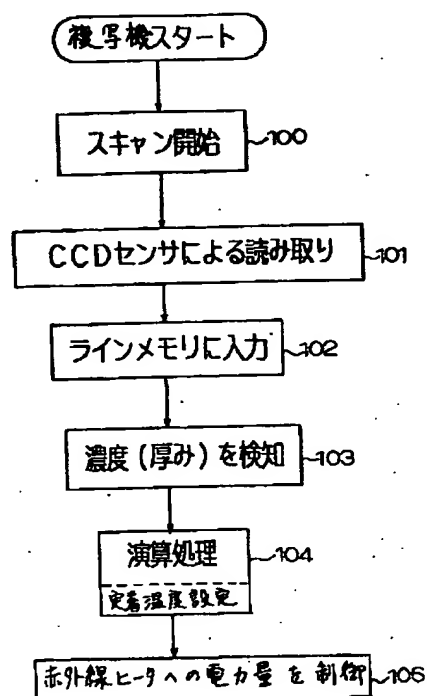 複写機スタート
スキャン開始
100
CCDセンサによる読み取り
101
ラインメモリに入力
102
濃度(厚み)を検知
103
演算処理
104
定着温度設定
赤外線ヒータへの電力量を制御
105